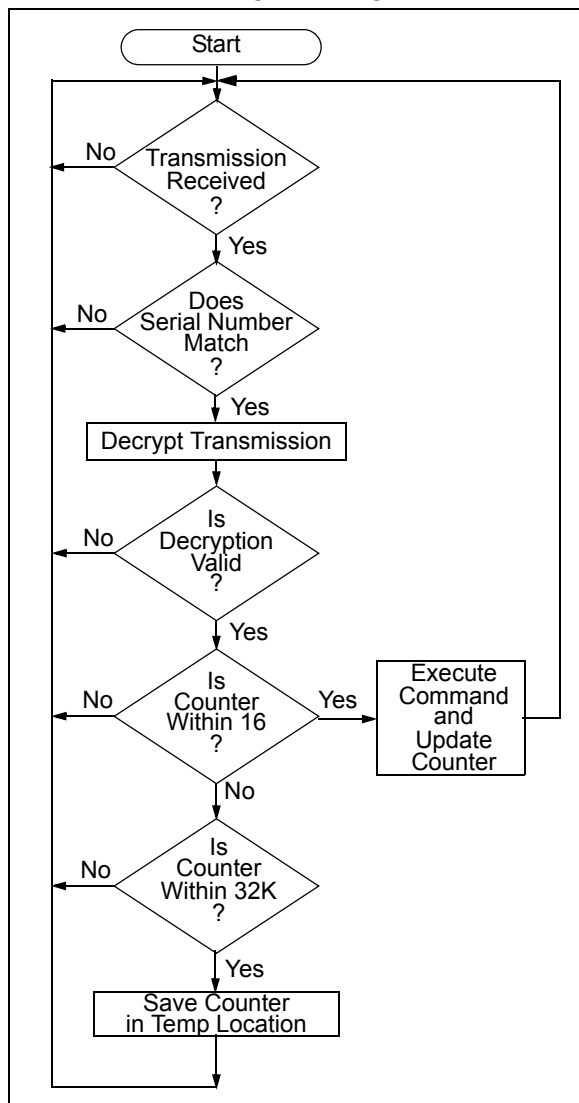 Start
No
Transmission
Received
?
Yes
No
Does
Serial Number
Match
?
Yes
Decrypt Transmission
No
Is
Decryption
Valid
?
Yes
No
Is
Counter
Within 16
?
Yes
Execute
Command
and
Update
Counter
No
No
Is
Counter
Within 32K
?
Yes
Save Counter
in Temp Location